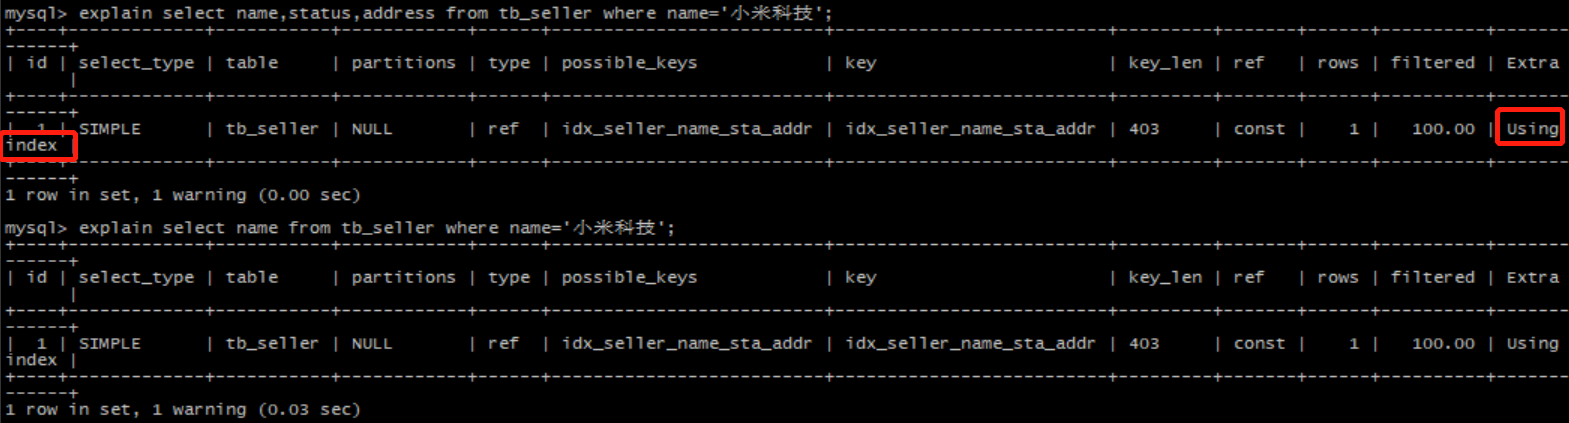 mysql> explain select name,status,address from tb_seller where name='小米科技';
+----+-------------+-----------+------------+------+--------------------------+--------------------------+---------+-------+------+----------+-------
------+
| id | select_type | table     | partitions | type | possible_keys            | key                      | key_len | ref   | rows | filtered | Extra
      |
+----+-------------+-----------+------------+------+--------------------------+--------------------------+---------+-------+------+----------+-------
------+
| 1 | SIMPLE      | tb_seller | NULL       | ref  | idx_seller_name_sta_addr | idx_seller_name_sta_addr | 403     | const |    1 |   100.00 | Using
index |
+----+-------------+-----------+------------+------+--------------------------+--------------------------+---------+-------+------+----------+-------
------+
1 row in set, 1 warning (0.00 sec)
mysql> explain select name from tb_seller where name='小米科技';
+----+-------------+-----------+------------+------+--------------------------+--------------------------+---------+-------+------+----------+-------
------+
| id | select_type | table     | partitions | type | possible_keys            | key                      | key_len | ref   | rows | filtered | Extra
      |
+----+-------------+-----------+------------+------+--------------------------+--------------------------+---------+-------+------+----------+-------
------+
|  1 | SIMPLE      | tb_seller | NULL       | ref  | idx_seller_name_sta_addr | idx_seller_name_sta_addr | 403     | const |    1 |   100.00 | Using
index |
+----+-------------+-----------+------------+------+--------------------------+--------------------------+---------+-------+------+----------+-------
------+
1 row in set, 1 warning (0.03 sec)